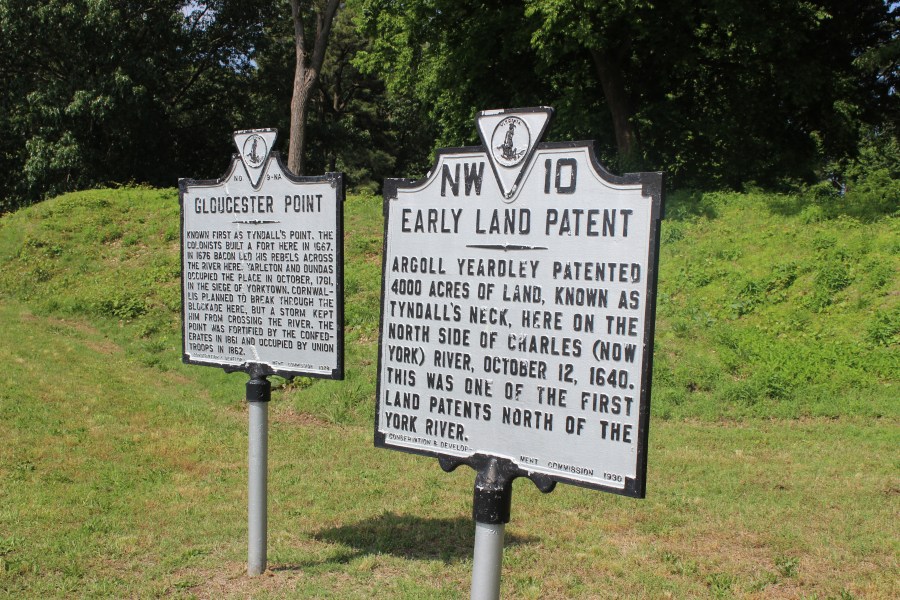 NO 9-NA
GLOUCESTER POINT
KNOWN FIRST AS TYNDALL'S POINT. THE
COLONISTS BUILT A FORT HERE IN 1667.
IN 1676 BACON LED HIS REBELS ACROSS
THE RIVER HERE. TARLETON AND DUNDAS
OCCUPIED THE PLACE IN OCTOBER, 1781,
IN THE SIEGE OF YORKTOWN. CORNWAL-
LIS PLANNED TO BREAK THROUGH THE
BLOCKADE HERE, BUT A STORM KEPT
HIM FROM CROSSING THE RIVER. THE
POINT WAS FORTIFIED BY THE CONFED-
ERATES IN 1861 AND OCCUPIED BY UNION
TROOPS IN 1862.
MENT COMMISSION 1929
VIRGINIA
NW 10
EARLY LAND PATENT
ARGOLL YEARDLEY PATENTED
4000 ACRES OF LAND, KNOWN AS
TYNDALL'S NECK, HERE ON THE
NORTH SIDE OF CHARLES (NOW
YORK) RIVER, OCTOBER 12, 1640.
THIS WAS ONE OF THE FIRST
LAND PATENTS NORTH OF THE
YORK RIVER.
CONSERVATION & DEVELOP- MENT COMMISSION 1930